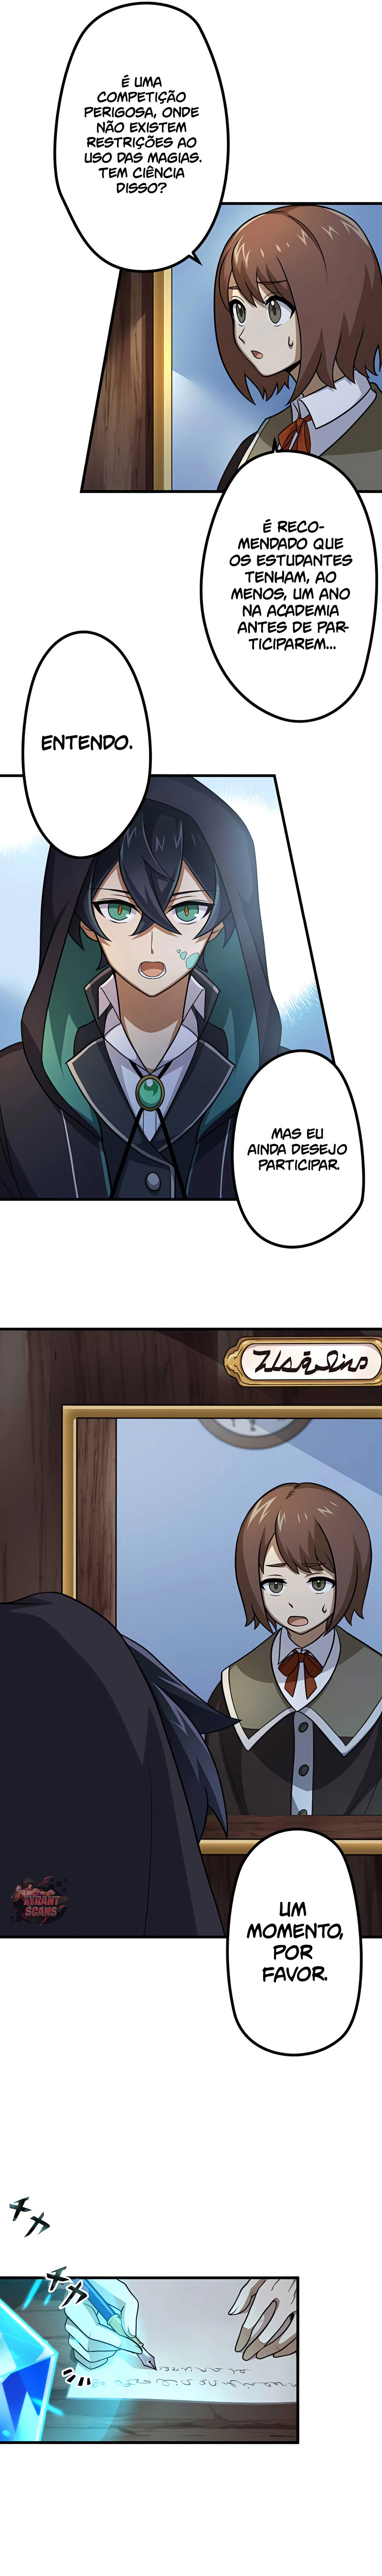 É UMA
COMPETIÇÃO
PERIGOSA, ONDE
NÃO EXISTEM
RESTRIÇÕES AO
USO DAS MAGIAS.
TEM CIÊNCIA
DISSO?
É RECO-
MENDADO QUE
OS ESTUDANTES
TENHAM, AO
MENOS, UM ANO
NA ACADEMIA
ANTES DE PAR-
TICIPAREM...
ENTENDO.
MAS EU
AINDA DESEJO
PARTICIPAR.
TYRANT
SCANS
UM
MOMENTO,
POR
FAVOR.